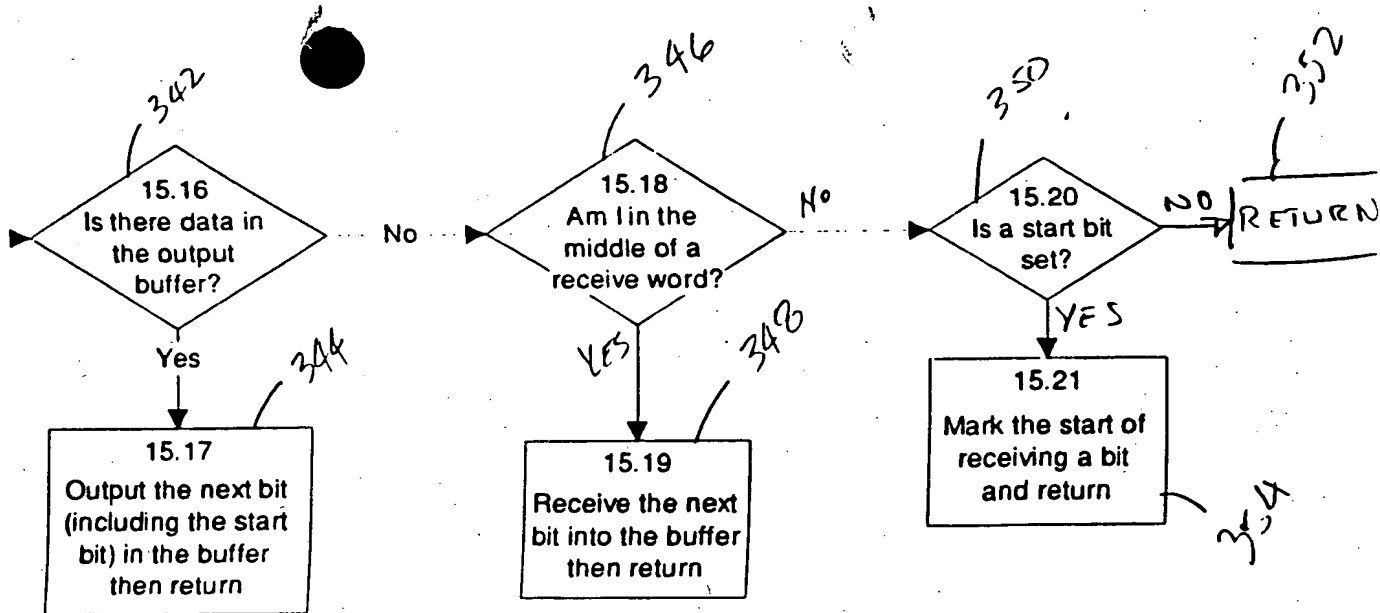 342
15.16
Is there data in
the output
buffer?
Yes
344
15.17
Output the next bit
(including the start
bit) in the buffer
then return
No
346
15.18
Am I in the
middle of a
receive word?
YES
348
15.19
Receive the next
bit into the buffer
then return
No
350
15.20
Is a start bit
set?
YES
15.21
Mark the start of
receiving a bit
and return
354
NO
352
RETURN